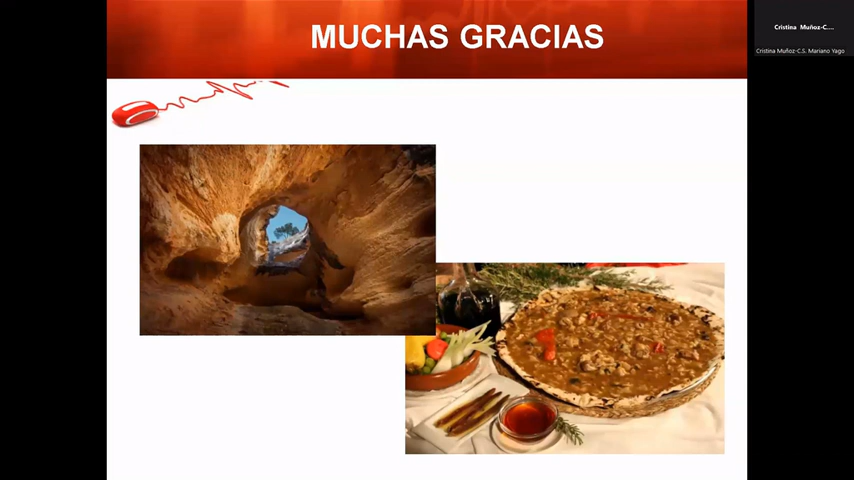 MUCHAS GRACIAS
Cristina Muñoz-C....
Cristina Muñoz-C.S. Mariano Yago